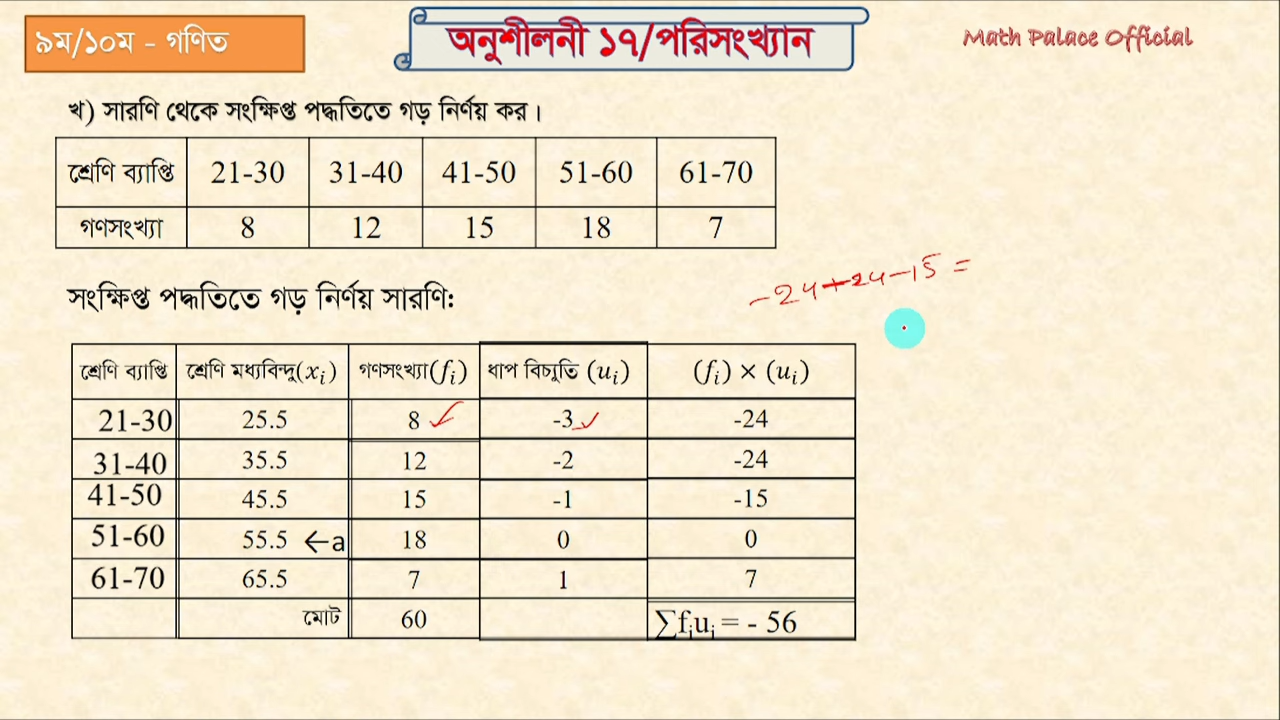 ৯ম/১০ম - গণিত
অনুশীলনী ১৭/পরিসংখ্যান
Math Palace Official
খ) সারণি থেকে সংক্ষিপ্ত পদ্ধতিতে গড় নির্ণয় কর।
শ্রেণি ব্যাপ্তি 21-30 31-40 41-50 51-60 61-70
গণসংখ্যা 8 12 15 18 7
-24+24-15=
সংক্ষিপ্ত পদ্ধতিতে গড় নির্ণয় সারণি:
শ্রেণি ব্যাপ্তি শ্রেণি মধ্যবিন্দু(xᵢ) গণসংখ্যা(fᵢ) ধাপ বিচ্যুতি (uᵢ) (fᵢ) × (uᵢ)
21-30 25.5 8 ✓ -3 ✓ -24
31-40 35.5 12 -2 -24
41-50 45.5 15 -1 -15
51-60 55.5 ←a 18 0 0
61-70 65.5 7 1 7
মোট 60 ∑fᵢuᵢ = - 56